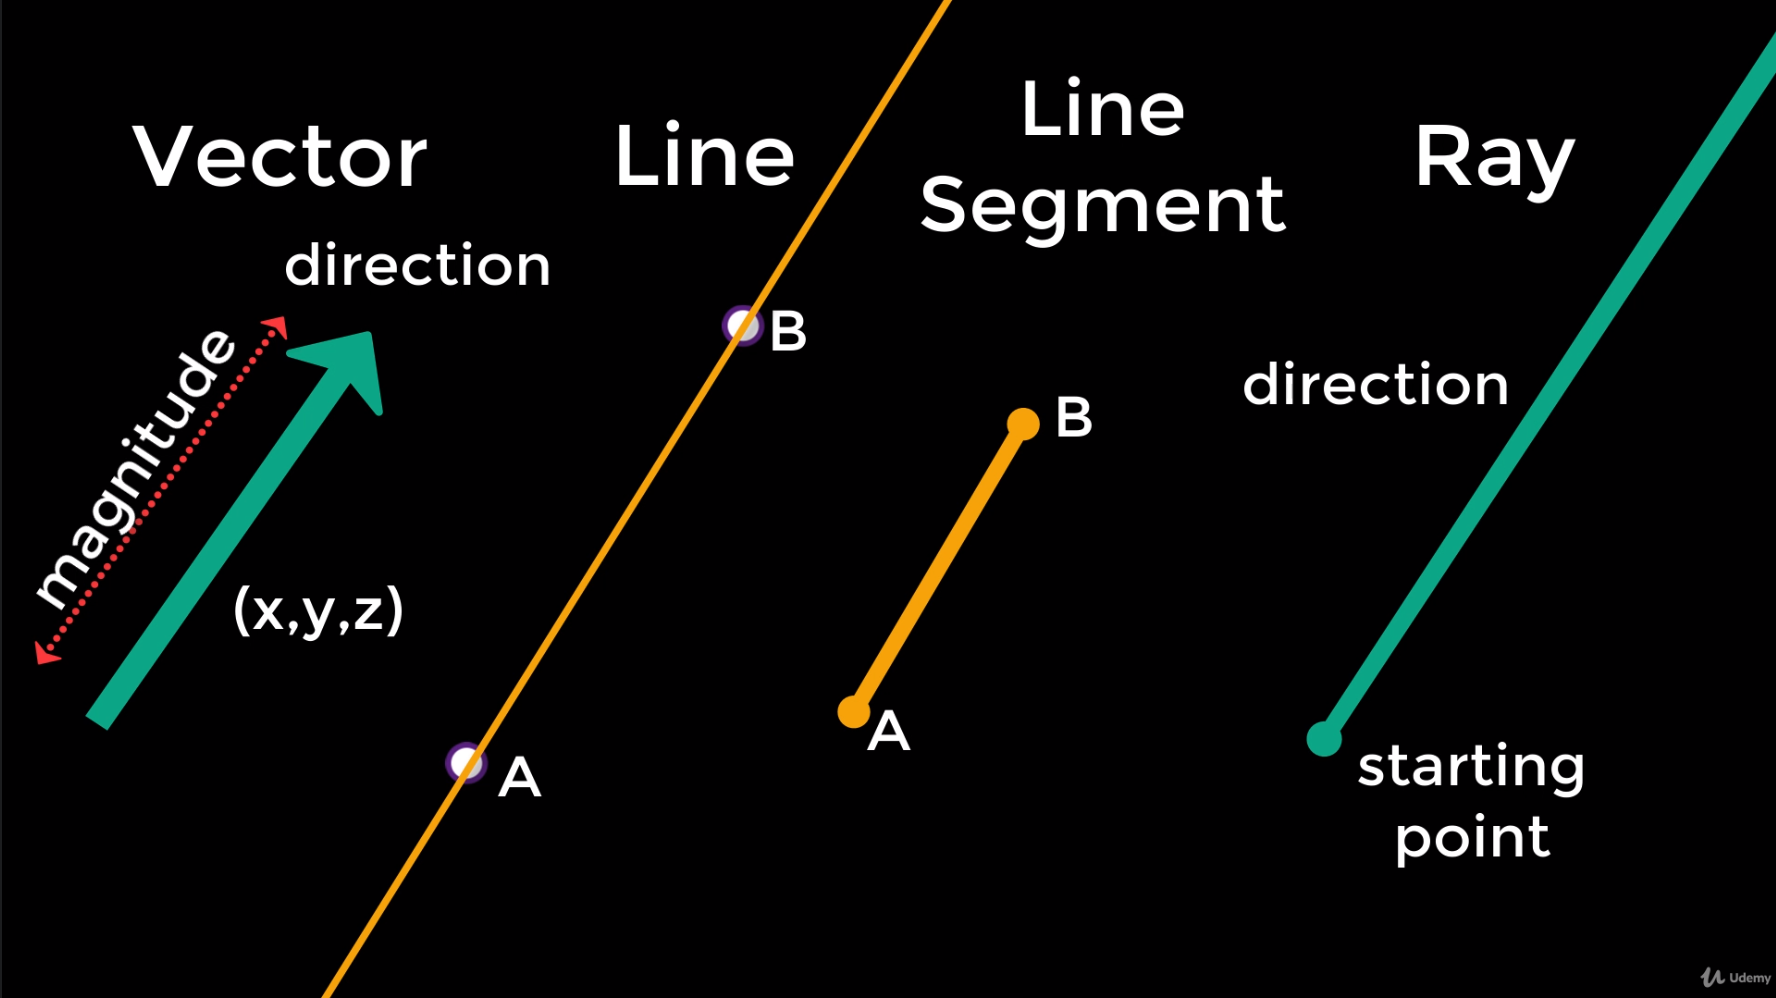 Vector
direction
magnitude
(x,y,z)
Line
B
A
Line
Segment
B
A
Ray
direction
starting
point
Udemy